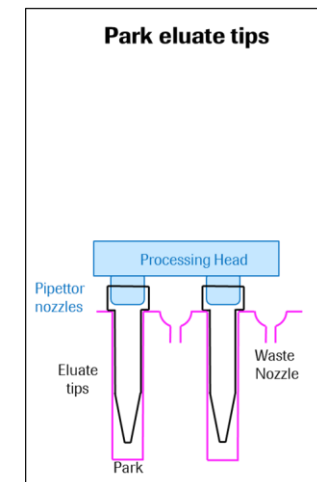 Park eluate tips
Processing Head
Pipettor
nozzles
Eluate
tips
Waste
Nozzle
Park